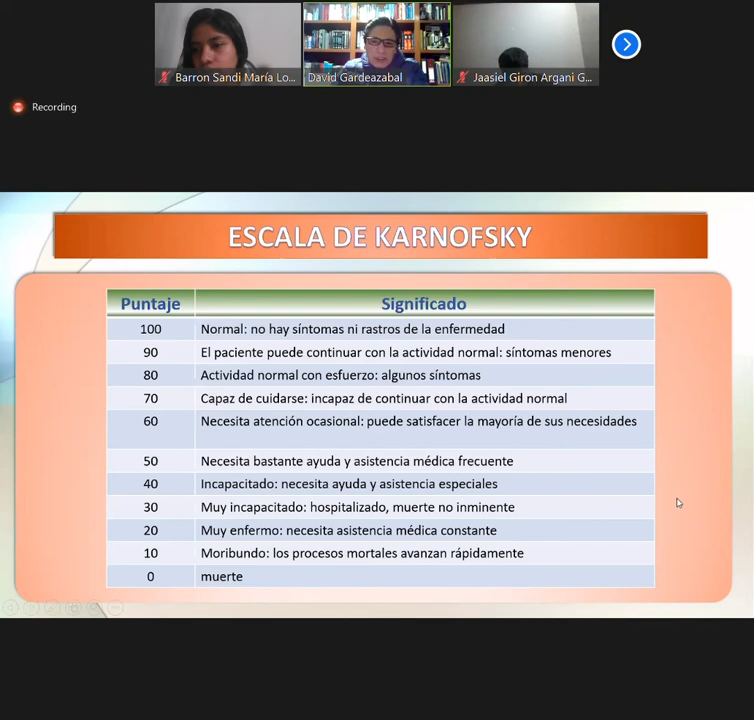 Barron Sandi María Lo...
David Gardeazabal
Jaasiel Giron Argani G...
Recording
ESCALA DE KARNOFSKY
Puntaje Significado
100 Normal: no hay síntomas ni rastros de la enfermedad
90 El paciente puede continuar con la actividad normal: síntomas menores
80 Actividad normal con esfuerzo: algunos síntomas
70 Capaz de cuidarse: incapaz de continuar con la actividad normal
60 Necesita atención ocasional: puede satisfacer la mayoría de sus necesidades
50 Necesita bastante ayuda y asistencia médica frecuente
40 Incapacitado: necesita ayuda y asistencia especiales
30 Muy incapacitado: hospitalizado, muerte no inminente
20 Muy enfermo: necesita asistencia médica constante
10 Moribundo: los procesos mortales avanzan rápidamente
0 muerte